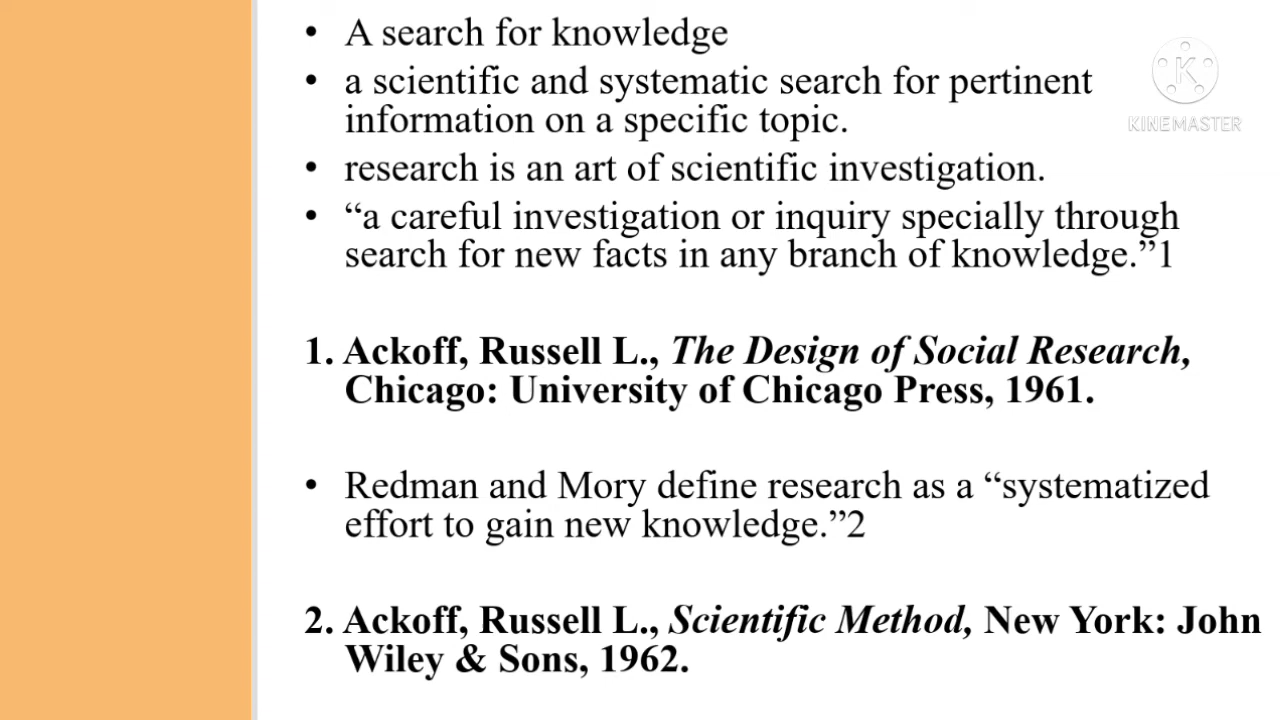 • A search for knowledge
• a scientific and systematic search for pertinent
information on a specific topic.
• research is an art of scientific investigation.
• “a careful investigation or inquiry specially through
search for new facts in any branch of knowledge.”1
1. Ackoff, Russell L., The Design of Social Research,
Chicago: University of Chicago Press, 1961.
• Redman and Mory define research as a “systematized
effort to gain new knowledge.”2
2. Ackoff, Russell L., Scientific Method, New York: John
Wiley & Sons, 1962.
K
KINEMASTER